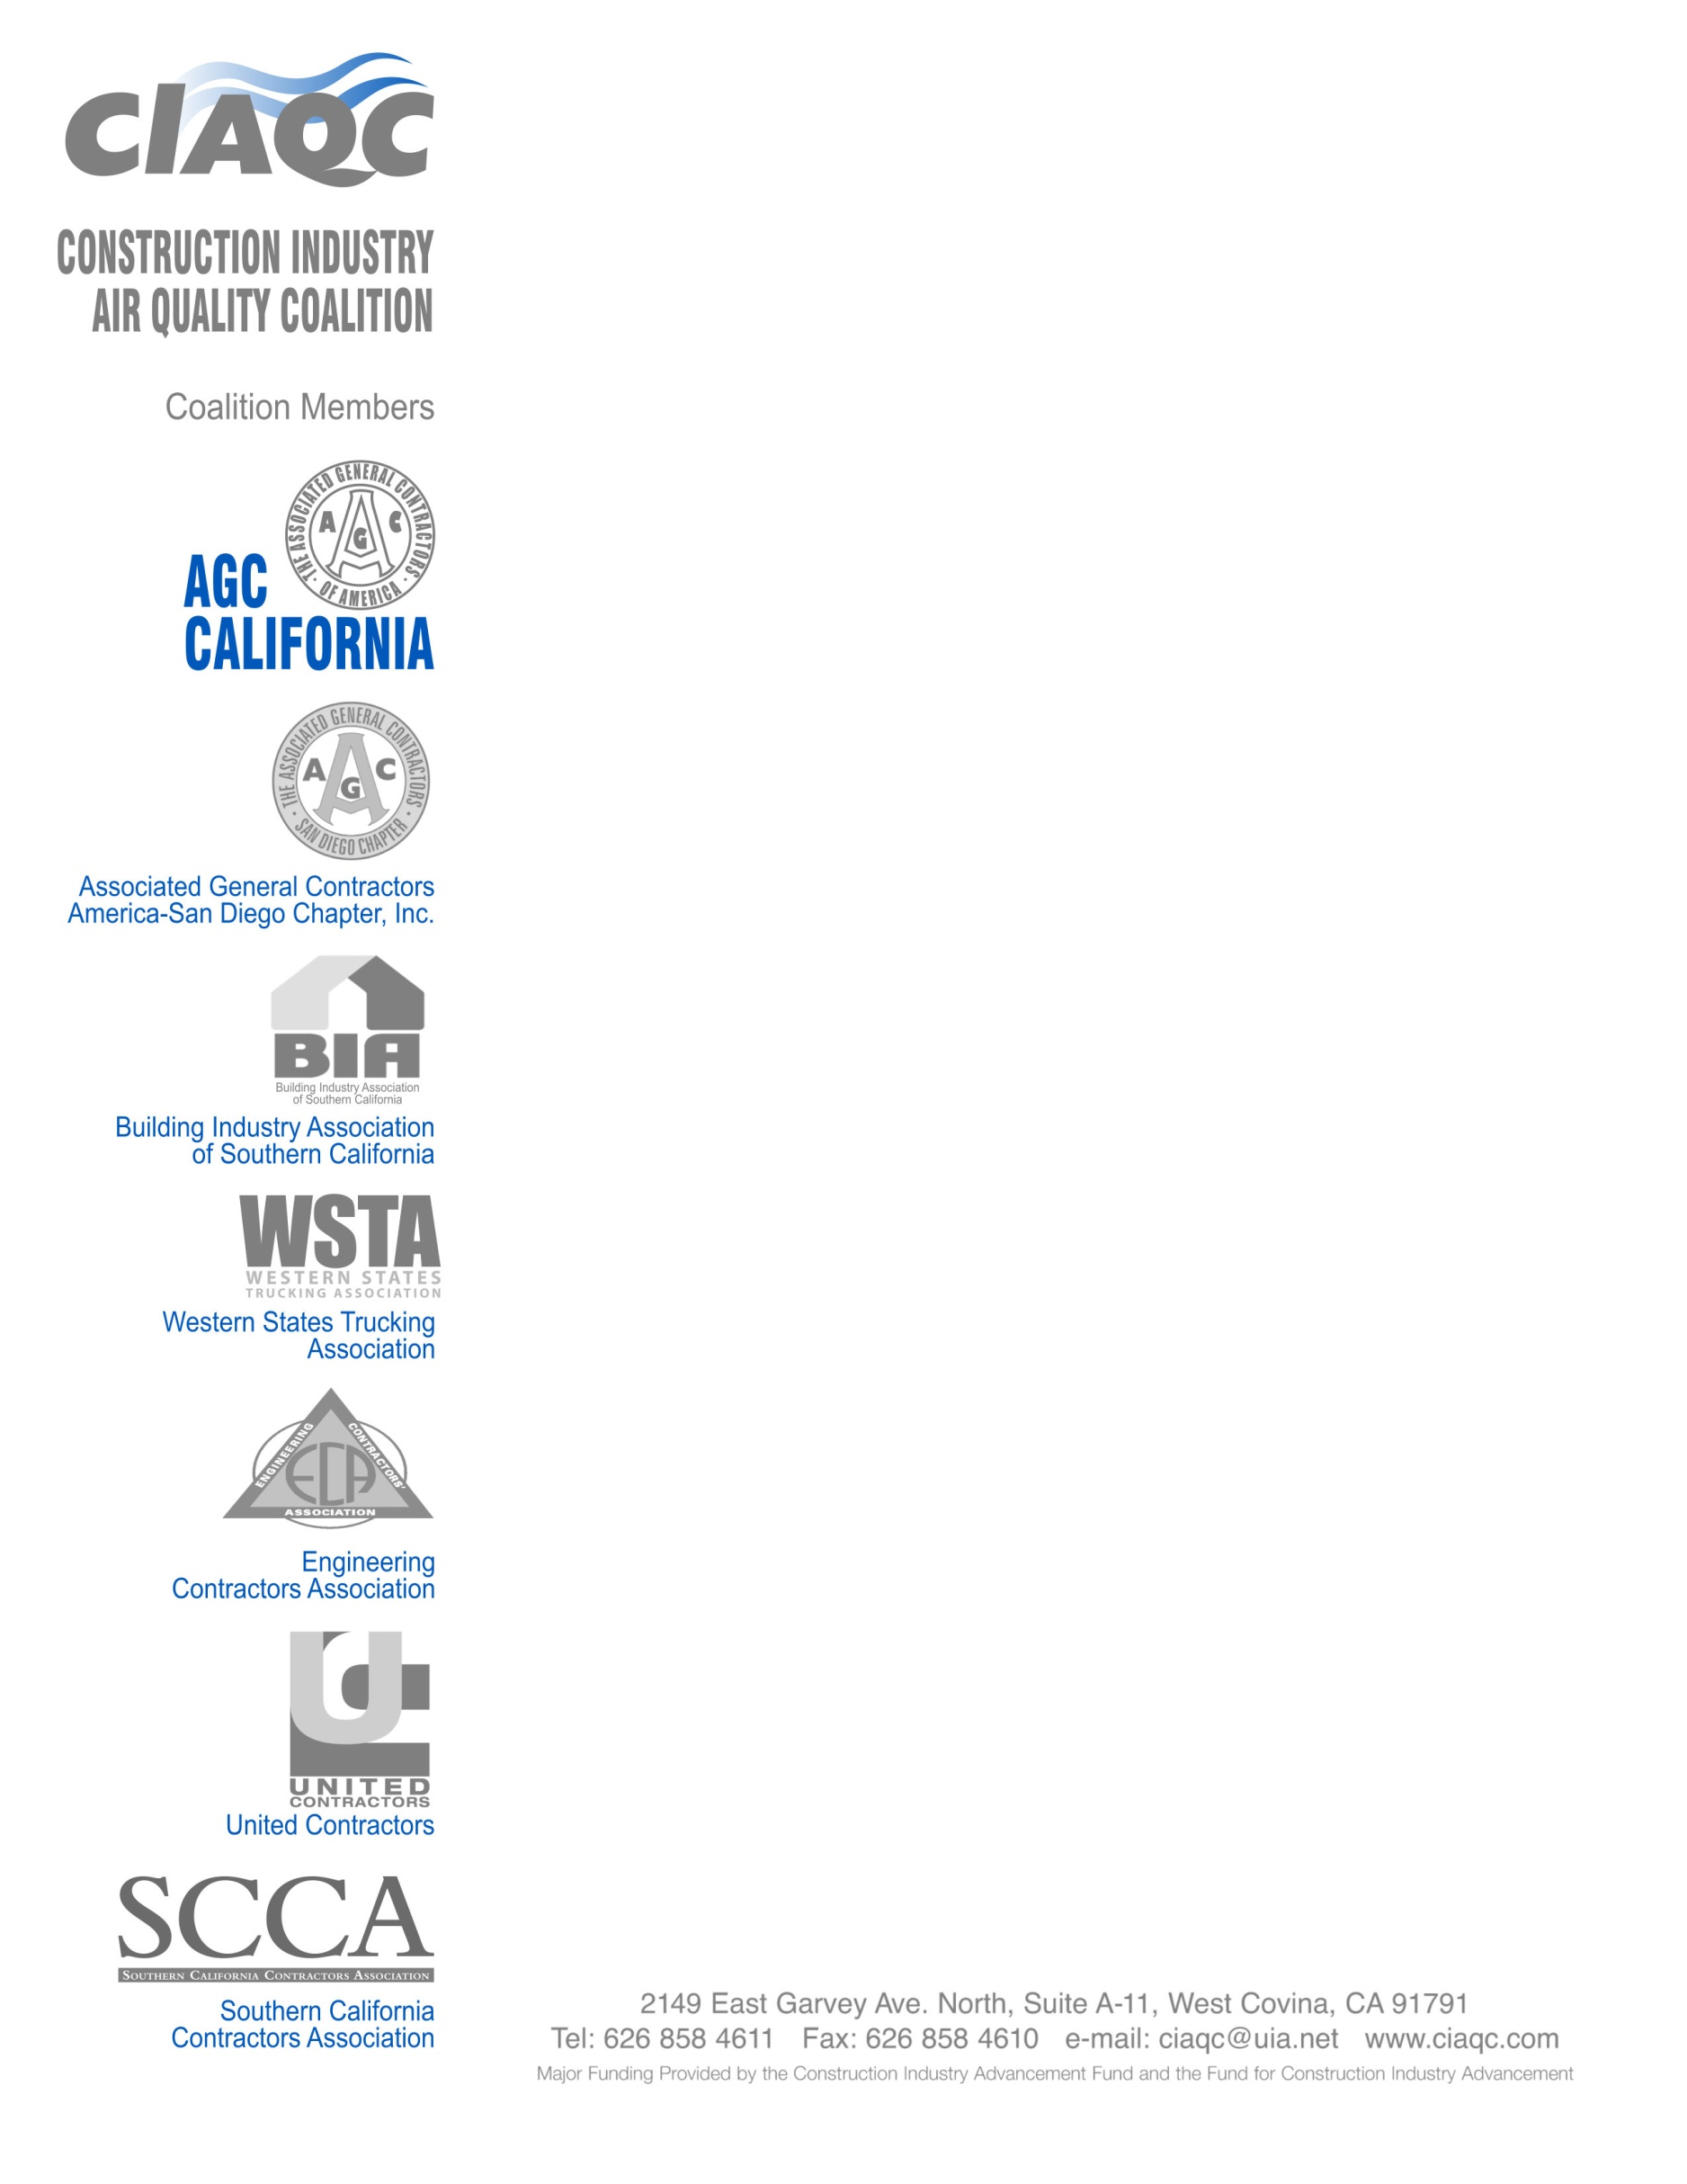 CIAQC
CONSTRUCTION INDUSTRY
AIR QUALITY COALITION
Coalition Members
THE ASSOCIATED GENERAL CONTRACTORS
OF AMERICA
A G C
AGC
CALIFORNIA
THE ASSOCIATED GENERAL CONTRACTORS
SAN DIEGO CHAPTER
A G C
Associated General Contractors
America-San Diego Chapter, Inc.
BIA
Building Industry Association
of Southern California
Building Industry Association
of Southern California
WSTA
WESTERN STATES
TRUCKING ASSOCIATION
Western States Trucking
Association
ENGINEERING
CONTRACTORS'
ECA
ASSOCIATION
Engineering
Contractors Association
UC
UNITED
CONTRACTORS
United Contractors
SCCA
SOUTHERN CALIFORNIA CONTRACTORS ASSOCIATION
Southern California
Contractors Association
2149 East Garvey Ave. North, Suite A-11, West Covina, CA 91791
Tel: 626 858 4611 Fax: 626 858 4610 e-mail: ciaqc@uia.net www.ciaqc.com
Major Funding Provided by the Construction Industry Advancement Fund and the Fund for Construction Industry Advancement